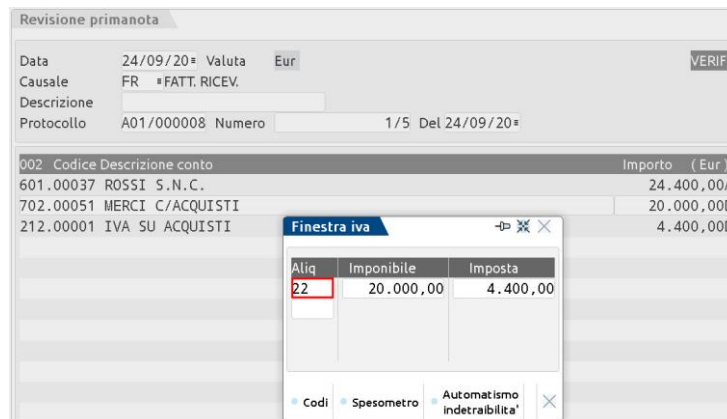 Revisione primanota
Data 24/09/20 Valuta Eur VERIF
Causale FR FATT. RICEV.
Descrizione
Protocollo A01/000008 Numero 1/5 Del 24/09/20
002 Codice Descrizione conto Importo (Eur)
601.00037 ROSSI S.N.C. 24.400,00A
702.00051 MERCI C/ACQUISTI 20.000,00D
212.00001 IVA SU ACQUISTI 4.400,00D
Finestra iva
Aliq Imponibile Imposta
22 20.000,00 4.400,00
Codi Spesometro Automatismo
indetraibilita'